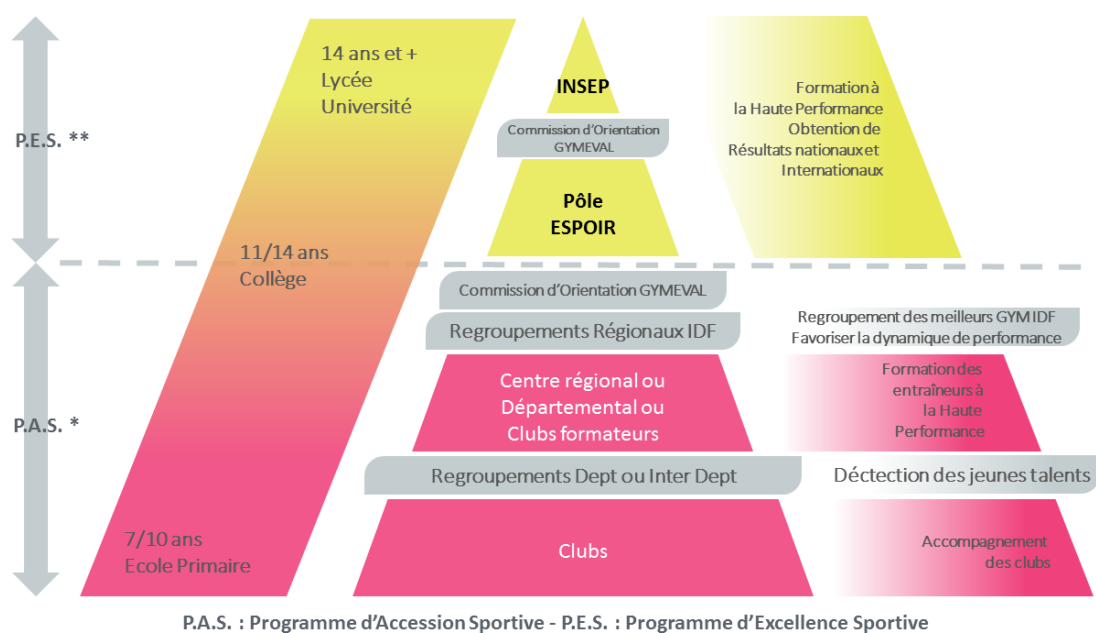 14 ans et +
Lycée
Université
P.E.S. **
11/14 ans
Collège
P.A.S. *
7/10 ans
Ecole Primaire
INSEP
Commission d'Orientation
GYMEVAL
Pôle
ESPOIR
Commission d'Orientation GYMEVAL
Regroupements Régionaux IDF
Centre régional ou
Départemental ou
Clubs formateurs
Regroupements Dept ou Inter Dept
Clubs
Formation à
la Haute Performance
Obtention de
Résultats nationaux et
Internationaux
Regroupement des meilleurs GYM IDF
Favoriser la dynamique de performance
Formation des
entraîneurs à
la Haute
Performance
Déctection des jeunes talents
Accompagnement
des clubs
P.A.S. : Programme d'Accession Sportive - P.E.S. : Programme d'Excellence Sportive